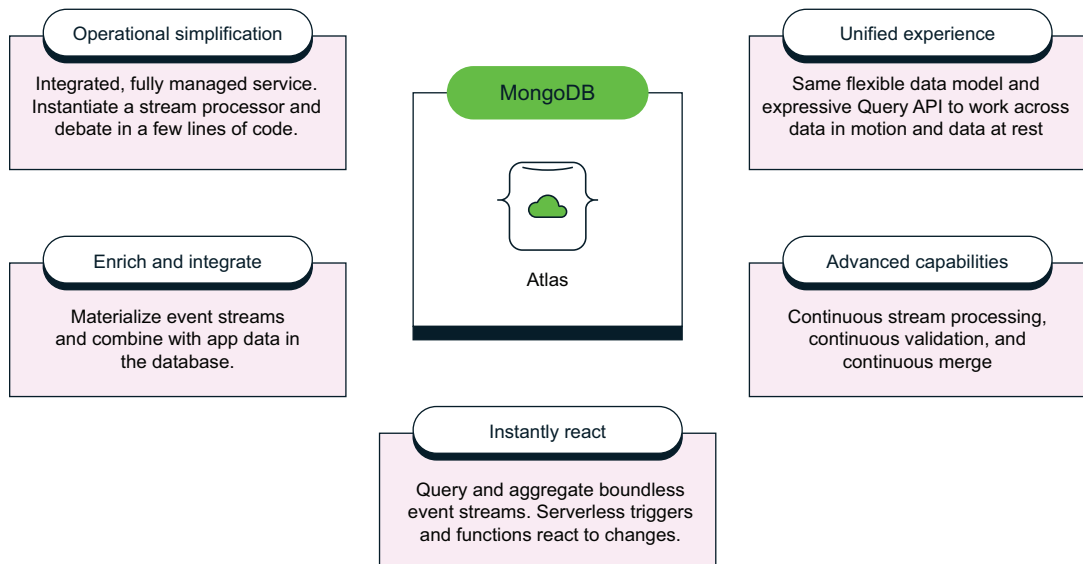 Operational simplification
Integrated, fully managed service.
Instantiate a stream processor and
debate in a few lines of code.
MongoDB
Atlas
Unified experience
Same flexible data model and
expressive Query API to work across
data in motion and data at rest
Enrich and integrate
Materialize event streams
and combine with app data in
the database.
Advanced capabilities
Continuous stream processing,
continuous validation, and
continuous merge
Instantly react
Query and aggregate boundless
event streams. Serverless triggers
and functions react to changes.